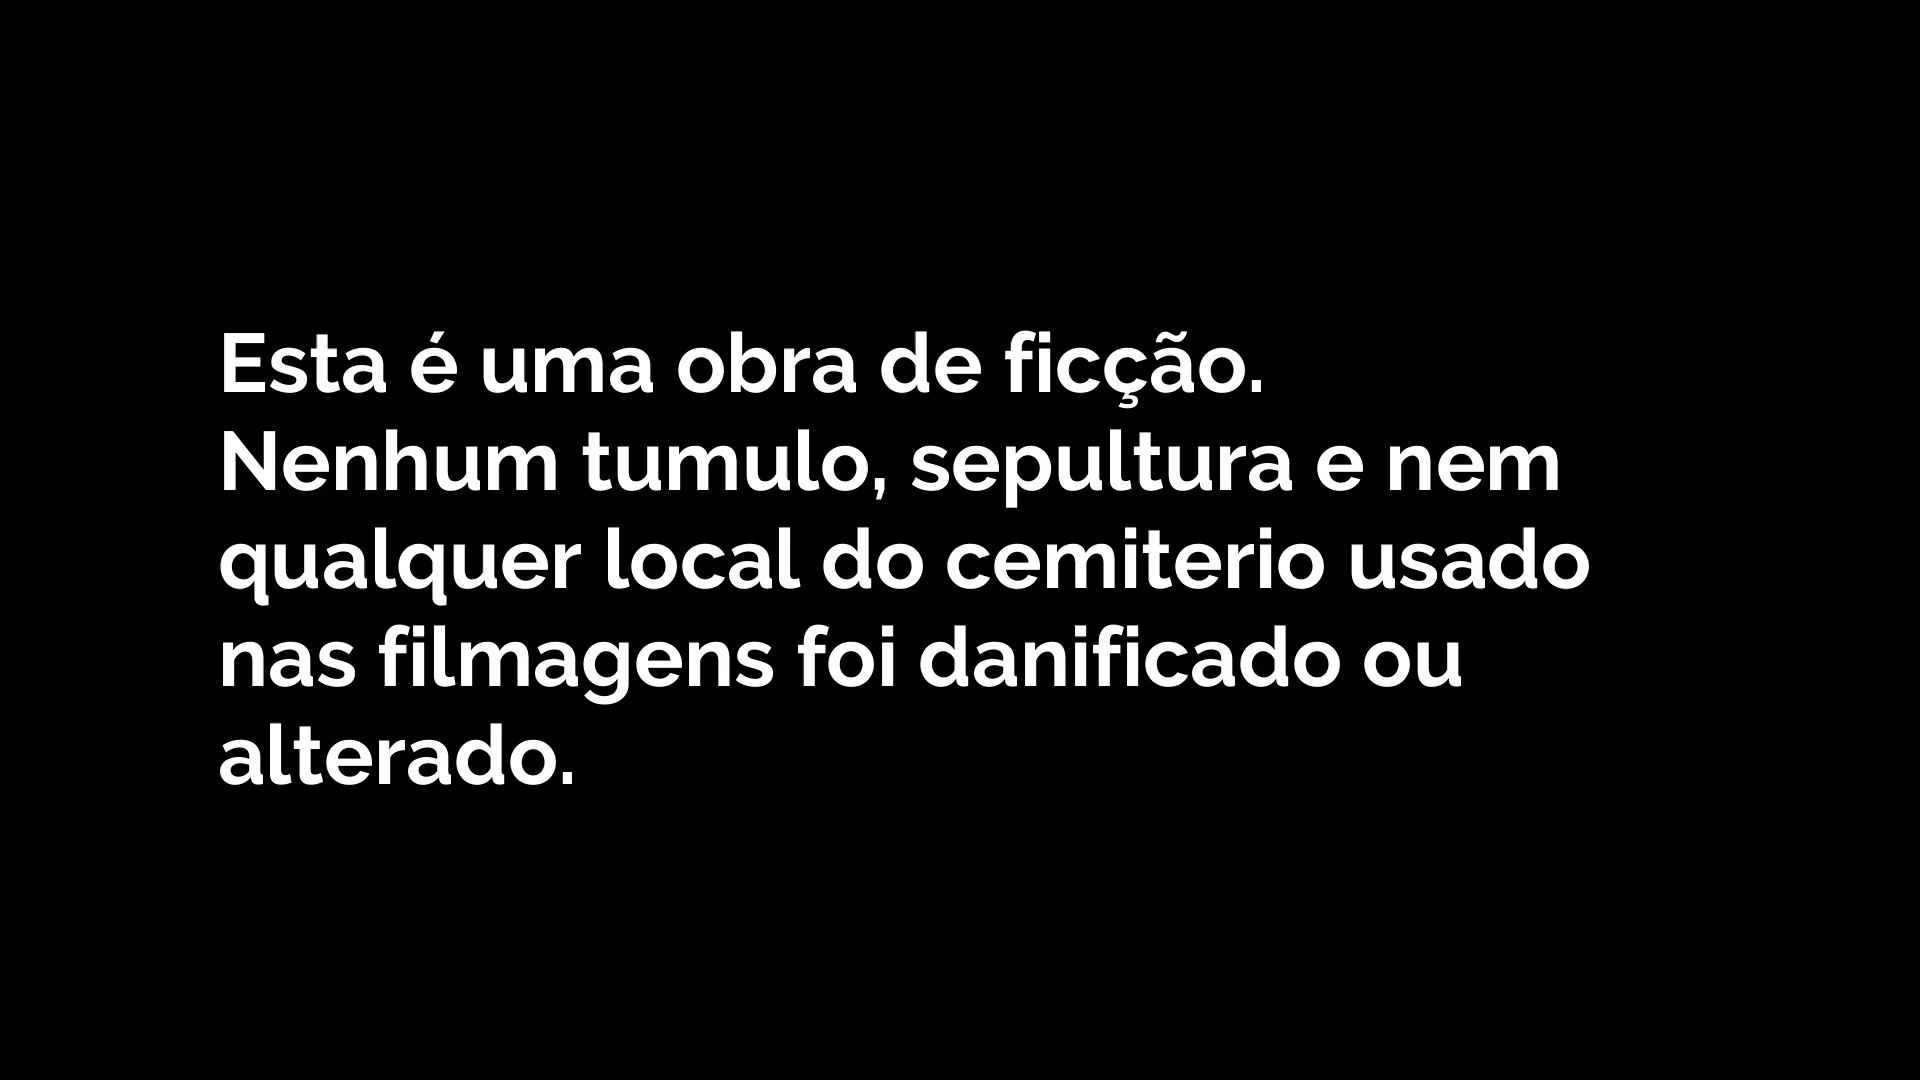 Esta é uma obra de ficção.
Nenhum tumulo, sepultura e nem
qualquer local do cemiterio usado
nas filmagens foi danificado ou
alterado.